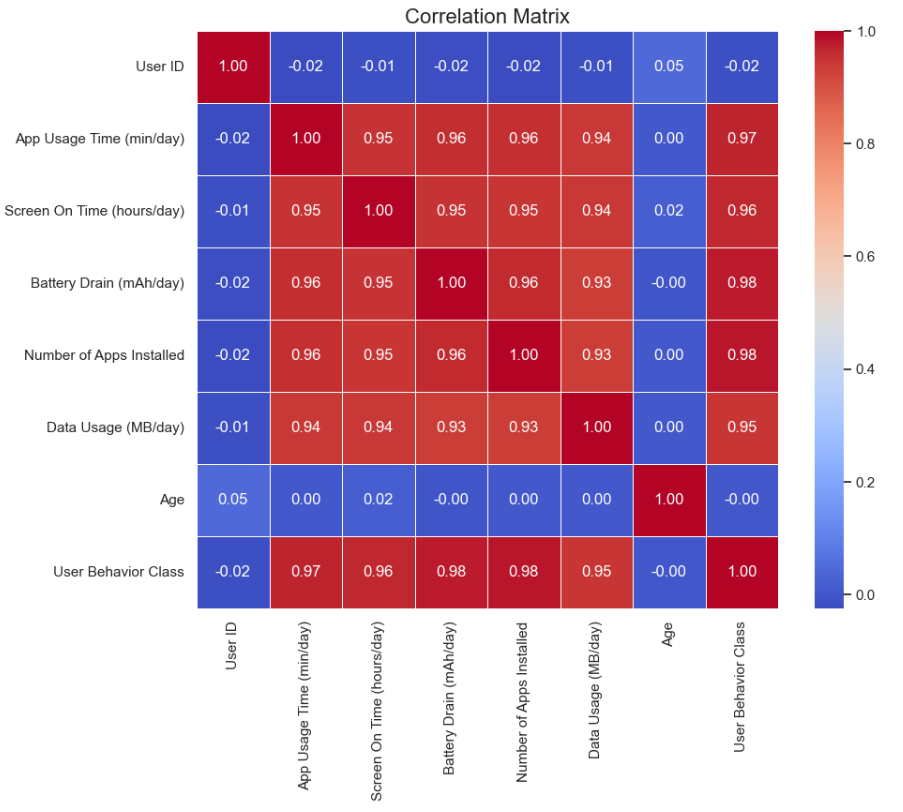 Correlation Matrix
User ID 1.00 -0.02 -0.01 -0.02 -0.02 -0.01 0.05 -0.02
App Usage Time (min/day) -0.02 1.00 0.95 0.96 0.96 0.94 0.00 0.97
Screen On Time (hours/day) -0.01 0.95 1.00 0.95 0.95 0.94 0.02 0.96
Battery Drain (mAh/day) -0.02 0.96 0.95 1.00 0.96 0.93 -0.00 0.98
Number of Apps Installed -0.02 0.96 0.95 0.96 1.00 0.93 0.00 0.98
Data Usage (MB/day) -0.01 0.94 0.94 0.93 0.93 1.00 0.00 0.95
Age 0.05 0.00 0.02 -0.00 0.00 0.00 1.00 -0.00
User Behavior Class -0.02 0.97 0.96 0.98 0.98 0.95 -0.00 1.00
User ID
App Usage Time (min/day)
Screen On Time (hours/day)
Battery Drain (mAh/day)
Number of Apps Installed
Data Usage (MB/day)
Age
User Behavior Class
1.0
0.8
0.6
0.4
0.2
0.0